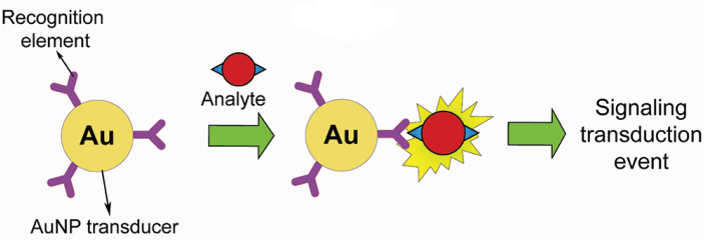 Recognition
element
Au
AuNP transducer
Analyte
Au
Signaling
transduction
event